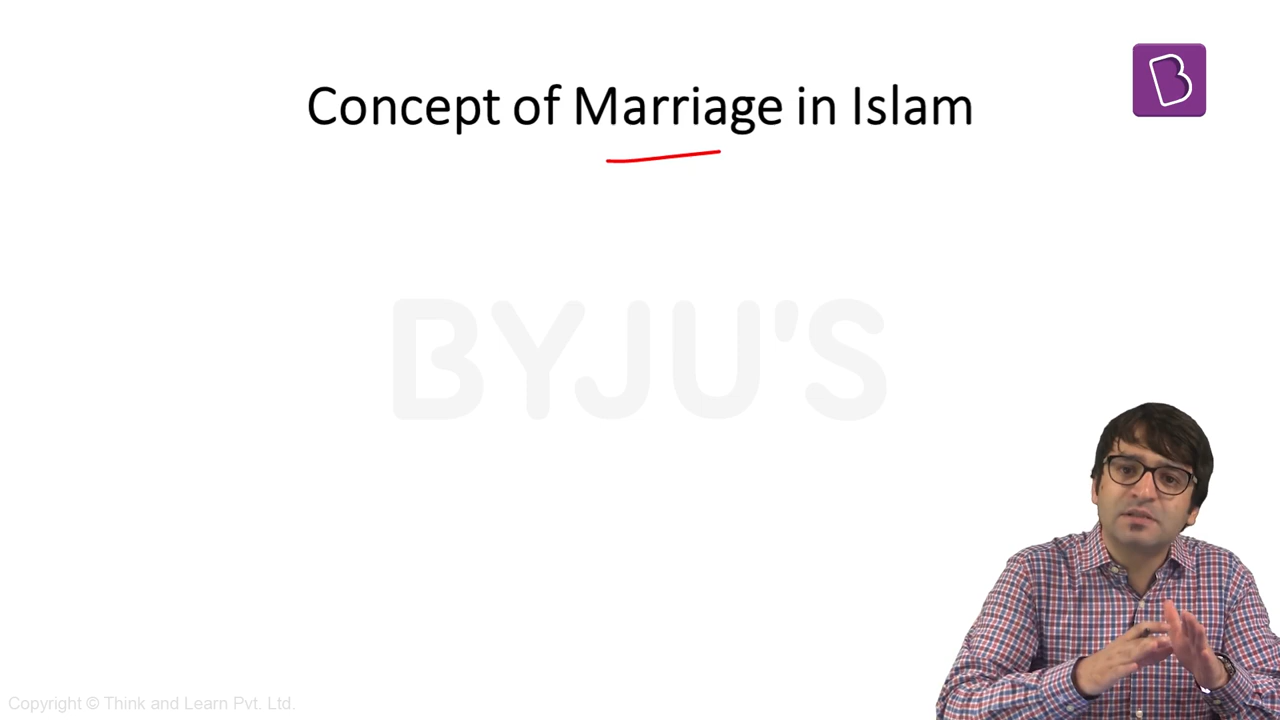 Concept of Marriage in Islam
BYJU'S
Copyright © Think and Learn Pvt. Ltd.